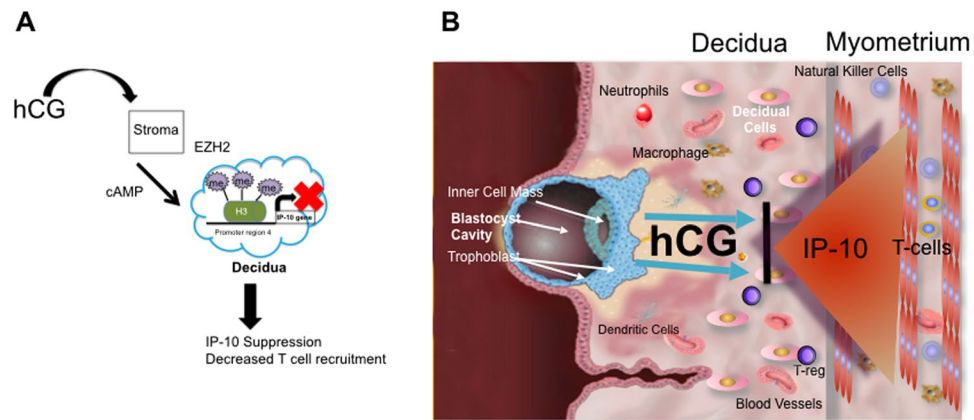 A
hCG
Stroma
EZH2
cAMP
me me me
H3
IP-10 gene
Promoter region 4
Decidua
IP-10 Suppression
Decreased T cell recruitment
B
Decidua Myometrium
Natural Killer Cells
Neutrophils
Decidual
Cells
Macrophage
Inner Cell Mass
Blastocyst
Cavity
Trophoblast
hCG
IP-10
T-cells
Dendritic Cells
T-reg
Blood Vessels